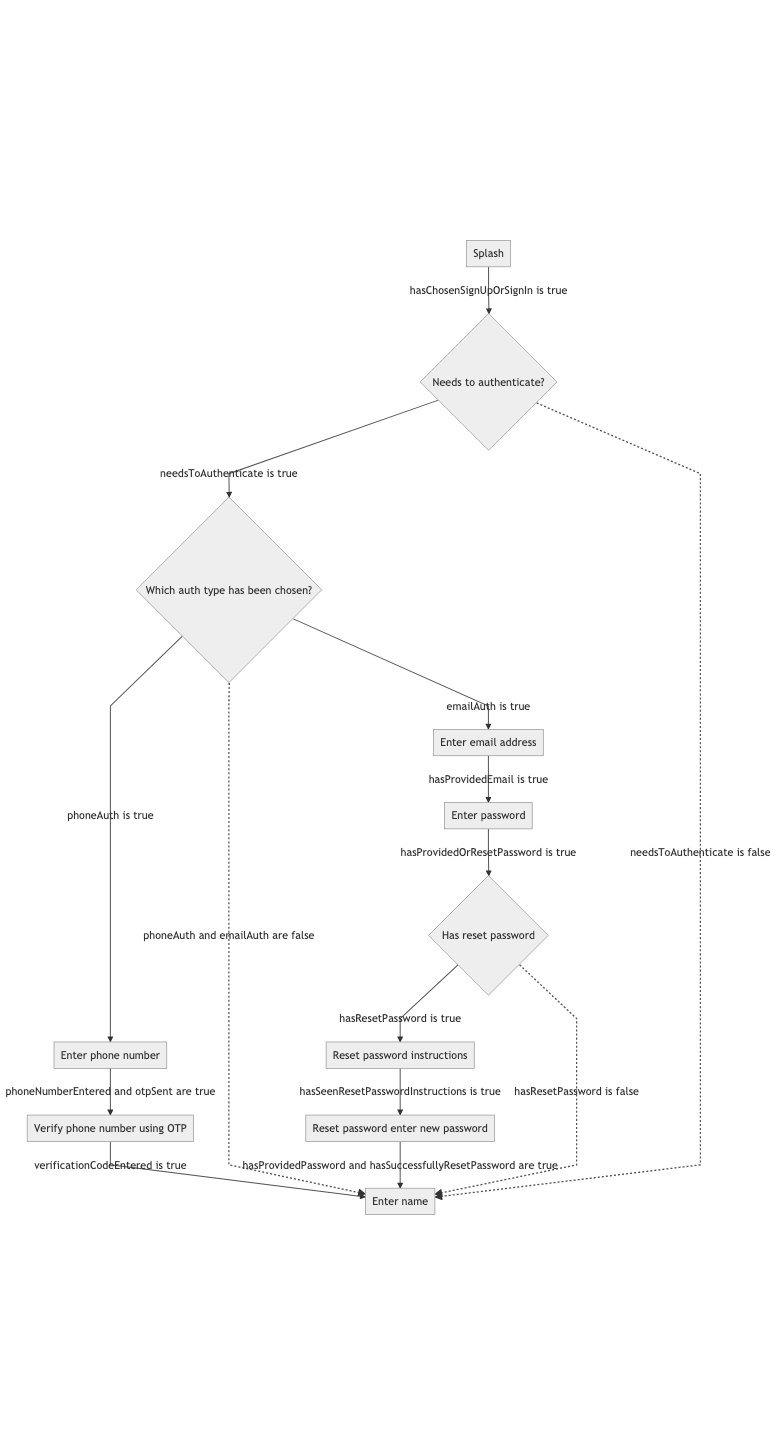 Splash
hasChosenSignUpOrSignIn is true
Needs to authenticate?
needsToAuthenticate is true
Which auth type has been chosen?
emailAuth is true
Enter email address
hasProvidedEmail is true
phoneAuth is true
Enter password
hasProvidedOrResetPassword is true
needsToAuthenticate is false
phoneAuth and emailAuth are false
Has reset password
hasResetPassword is true
Enter phone number
Reset password instructions
phoneNumberEntered and otpSent are true
hasSeenResetPasswordInstructions is true
hasResetPassword is false
Verify phone number using OTP
Reset password enter new password
verificationCodeEntered is true
hasProvidedPassword and hasSuccessfullyResetPassword are true
Enter name